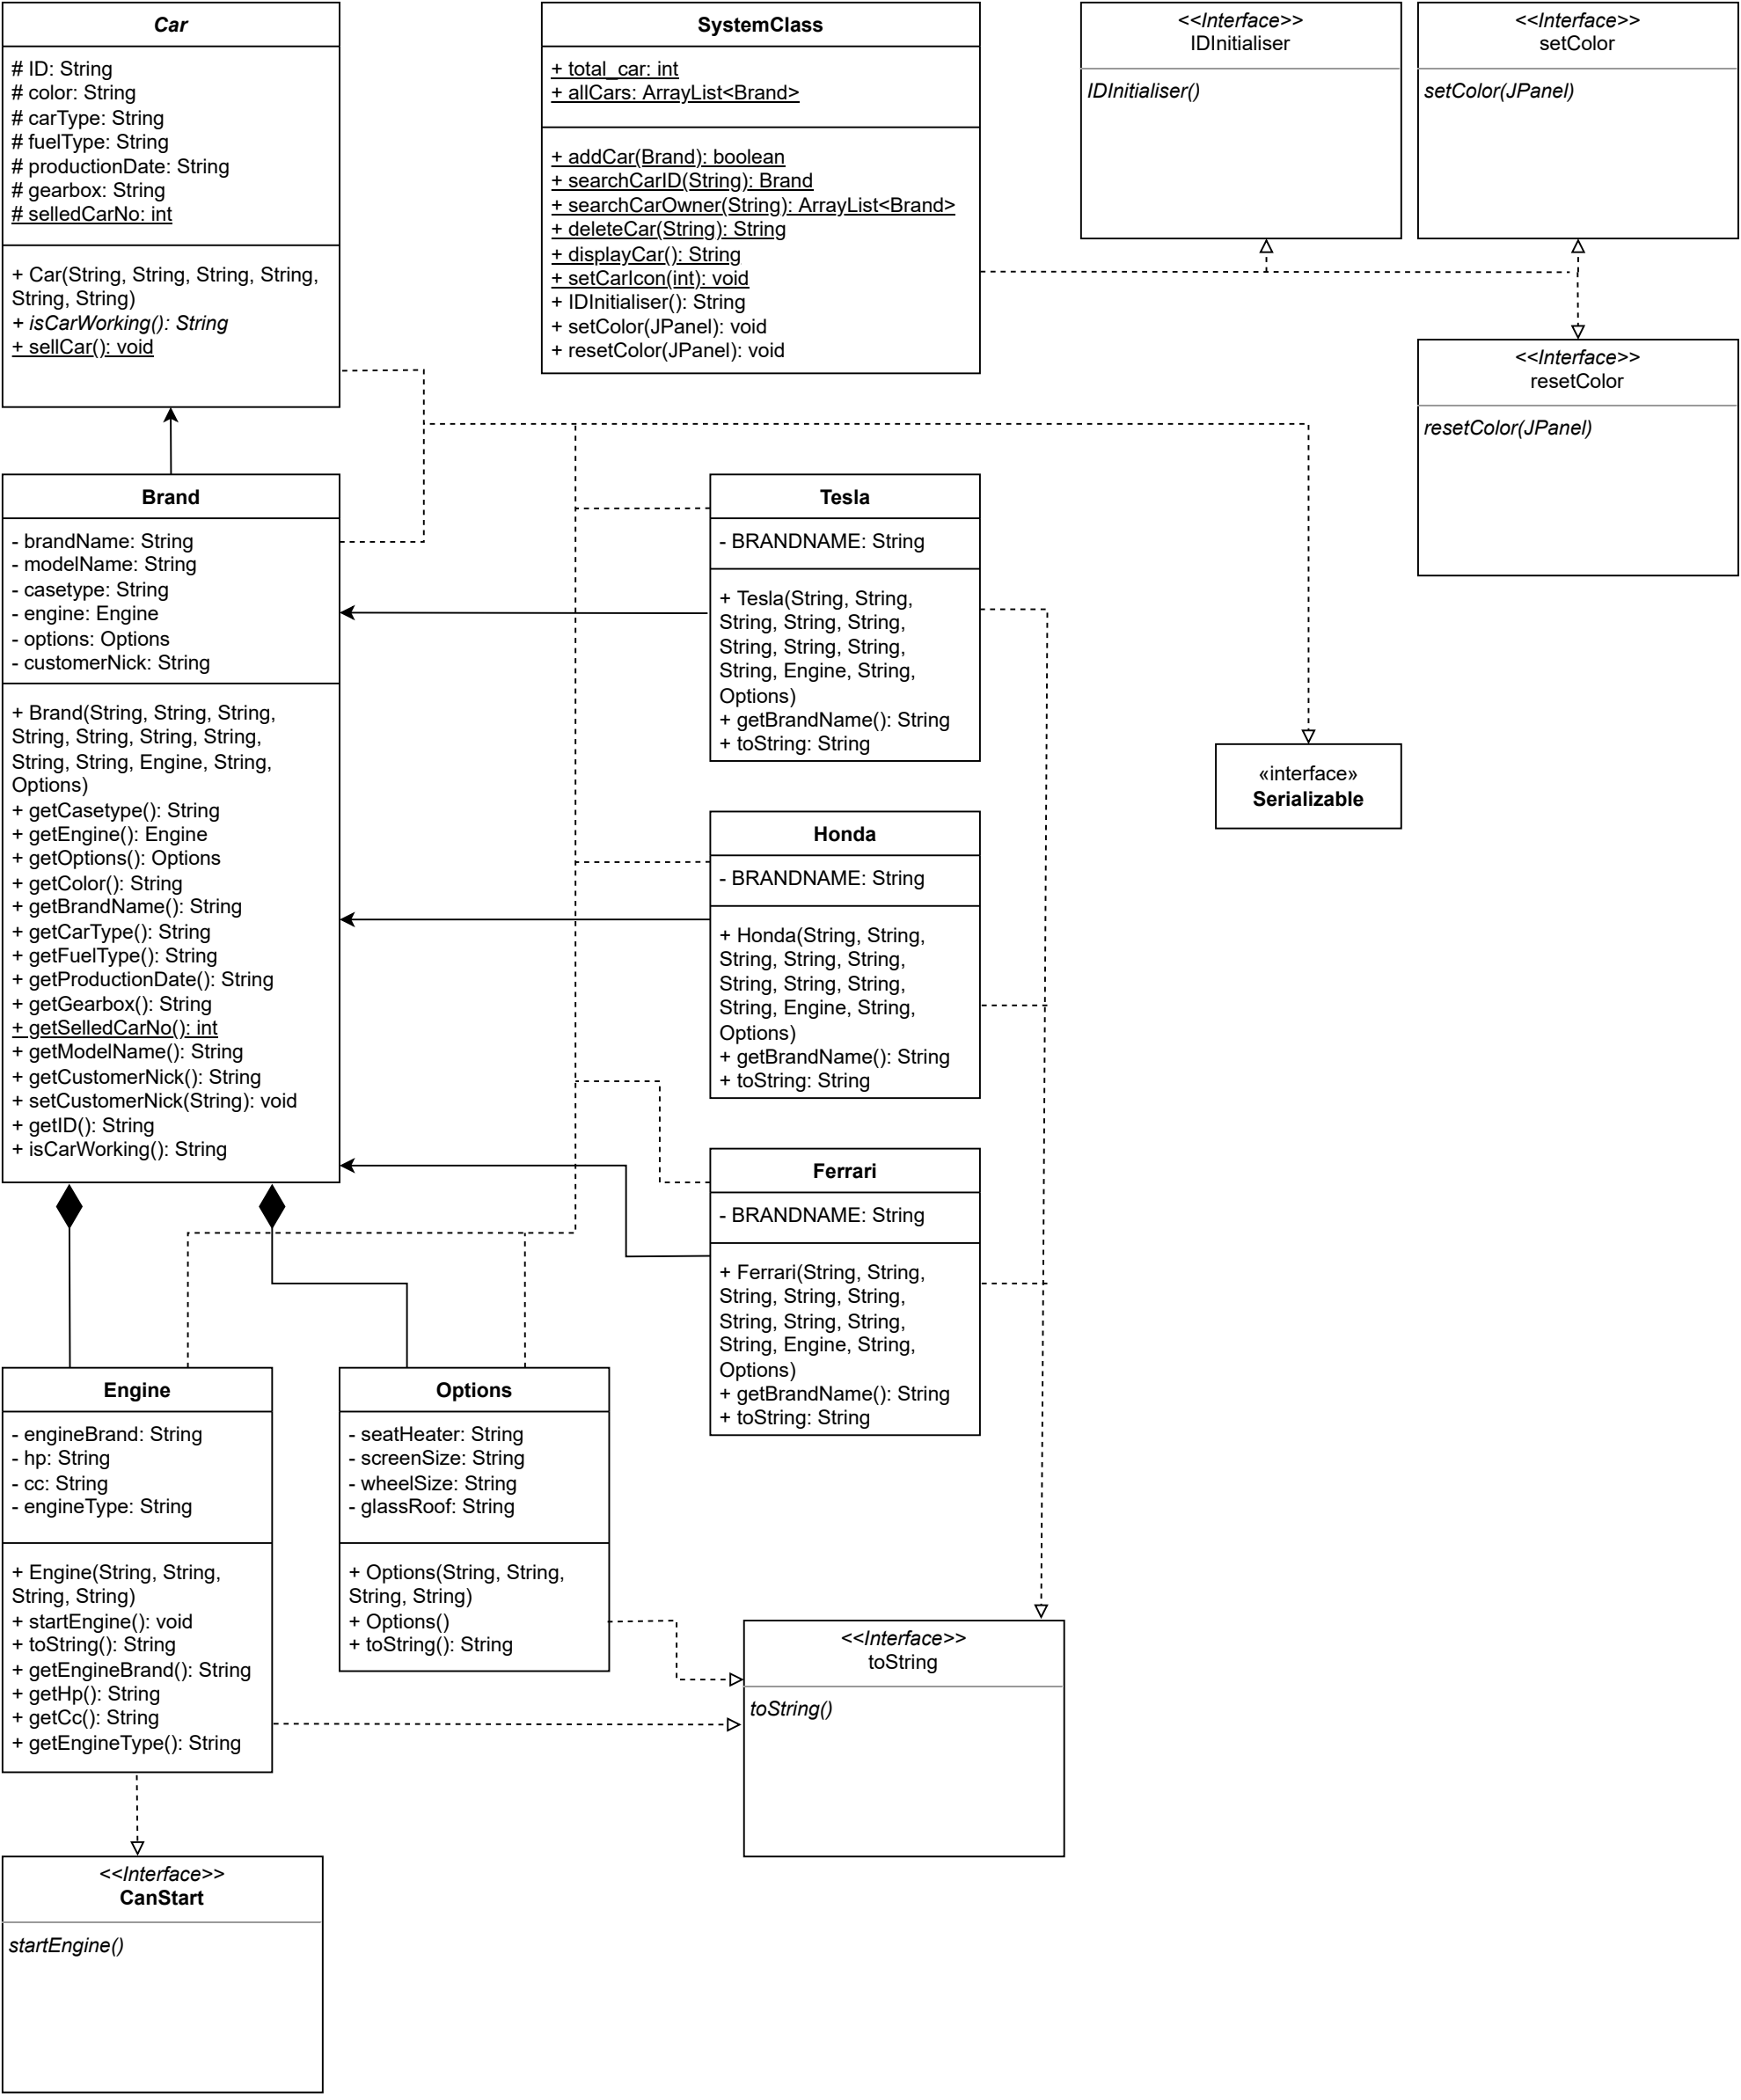 Car
# ID: String
# color: String
# carType: String
# fuelType: String
# productionDate: String
# gearbox: String
# selledCarNo: int
+ Car(String, String, String, String,
String, String)
+ isCarWorking(): String
+ sellCar(): void
SystemClass
+ total_car: int
+ allCars: ArrayList<Brand>
+ addCar(Brand): boolean
+ searchCarID(String): Brand
+ searchCarOwner(String): ArrayList<Brand>
+ deleteCar(String): String
+ displayCar(): String
+ setCarIcon(int): void
+ IDInitialiser(): String
+ setColor(JPanel): void
+ resetColor(JPanel): void
<<Interface>>
IDInitialiser
IDInitialiser()
<<Interface>>
setColor
setColor(JPanel)
<<Interface>>
resetColor
resetColor(JPanel)
Brand
- brandName: String
- modelName: String
- casetype: String
- engine: Engine
- options: Options
- customerNick: String
+ Brand(String, String, String,
String, String, String, String,
String, String, Engine, String,
Options)
+ getCasetype(): String
+ getEngine(): Engine
+ getOptions(): Options
+ getColor(): String
+ getBrandName(): String
+ getCarType(): String
+ getFuelType(): String
+ getProductionDate(): String
+ getGearbox(): String
+ getSelledCarNo(): int
+ getModelName(): String
+ getCustomerNick(): String
+ setCustomerNick(String): void
+ getID(): String
+ isCarWorking(): String
Tesla
- BRANDNAME: String
+ Tesla(String, String,
String, String, String,
String, String, String,
String, Engine, String,
Options)
+ getBrandName(): String
+ toString: String
«interface»
Serializable
Honda
- BRANDNAME: String
+ Honda(String, String,
String, String, String,
String, String, String,
String, Engine, String,
Options)
+ getBrandName(): String
+ toString: String
Ferrari
- BRANDNAME: String
+ Ferrari(String, String,
String, String, String,
String, String, String,
String, Engine, String,
Options)
+ getBrandName(): String
+ toString: String
Engine
- engineBrand: String
- hp: String
- cc: String
- engineType: String
+ Engine(String, String,
String, String)
+ startEngine(): void
+ toString(): String
+ getEngineBrand(): String
+ getHp(): String
+ getCc(): String
+ getEngineType(): String
Options
- seatHeater: String
- screenSize: String
- wheelSize: String
- glassRoof: String
+ Options(String, String,
String, String)
+ Options()
+ toString(): String
<<Interface>>
toString
toString()
<<Interface>>
CanStart
startEngine()